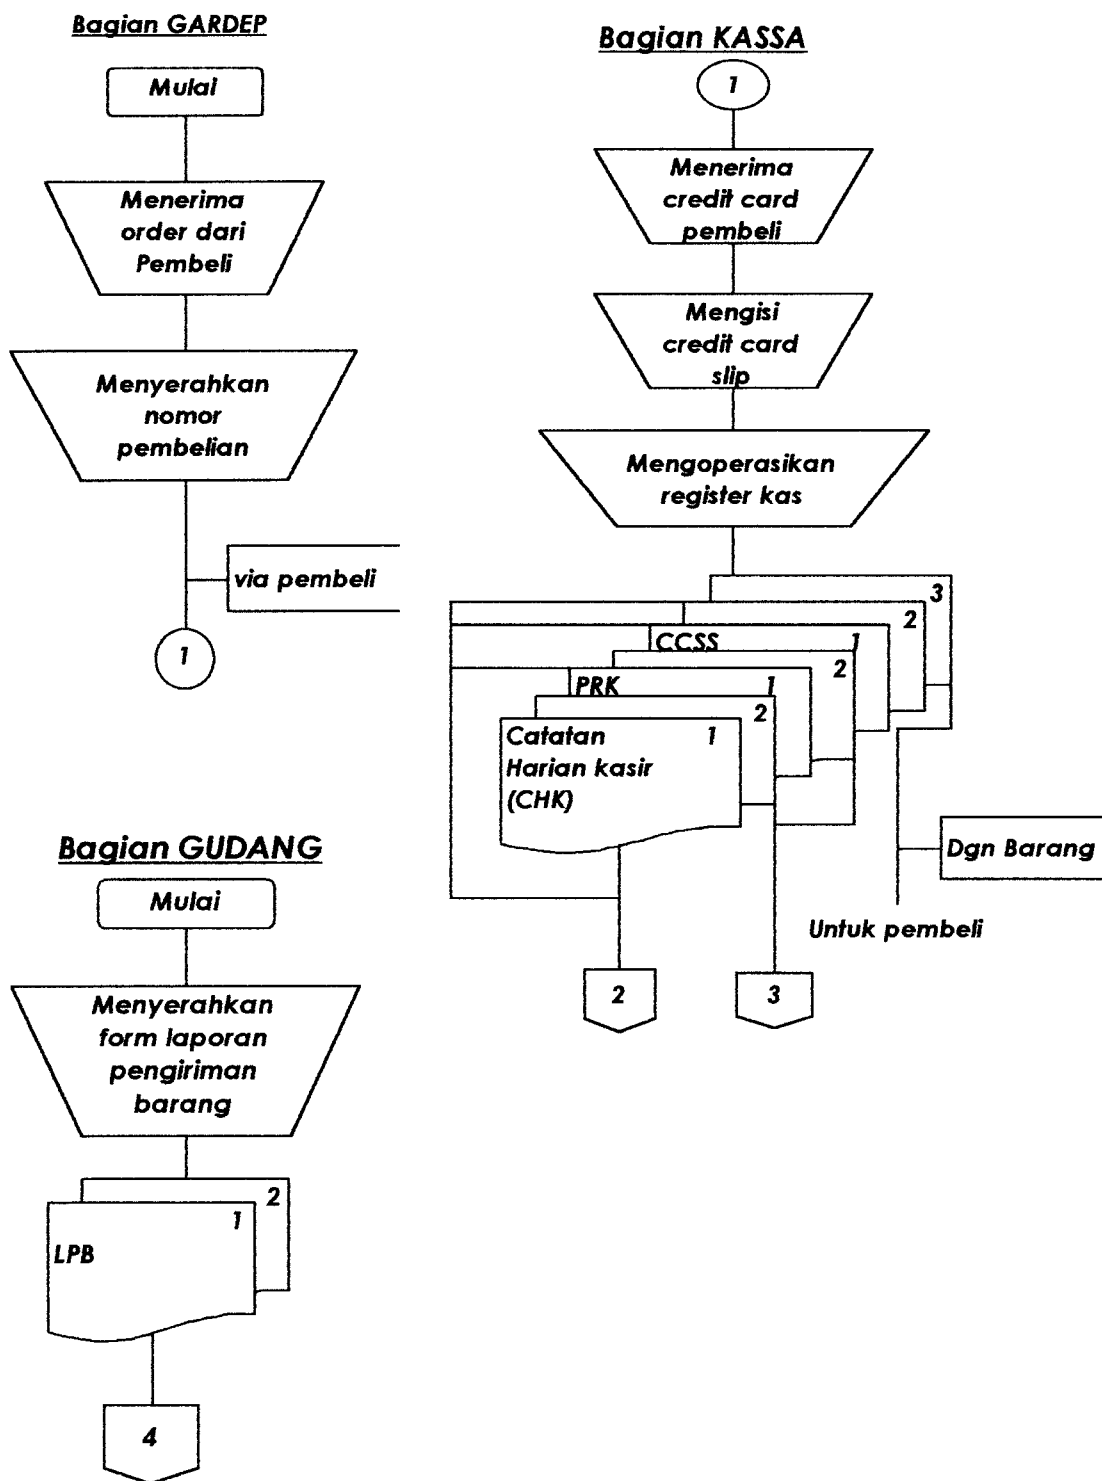 Bagian GARDEP
Mulai
Menerima
order dari
Pembeli
Menyerahkan
nomor
pembelian
via pembeli
1
Bagian KASSA
1
Menerima
credit card
pembeli
Mengisi
credit card
slip
Mengoperasikan
register kas
3
2
CCSS 1
2
PRK 1
2
Catatan 1
Harian kasir
(CHK)
Dgn Barang
Untuk pembeli
2
3
Bagian GUDANG
Mulai
Menyerahkan
form laporan
pengiriman
barang
2
1
LPB
4